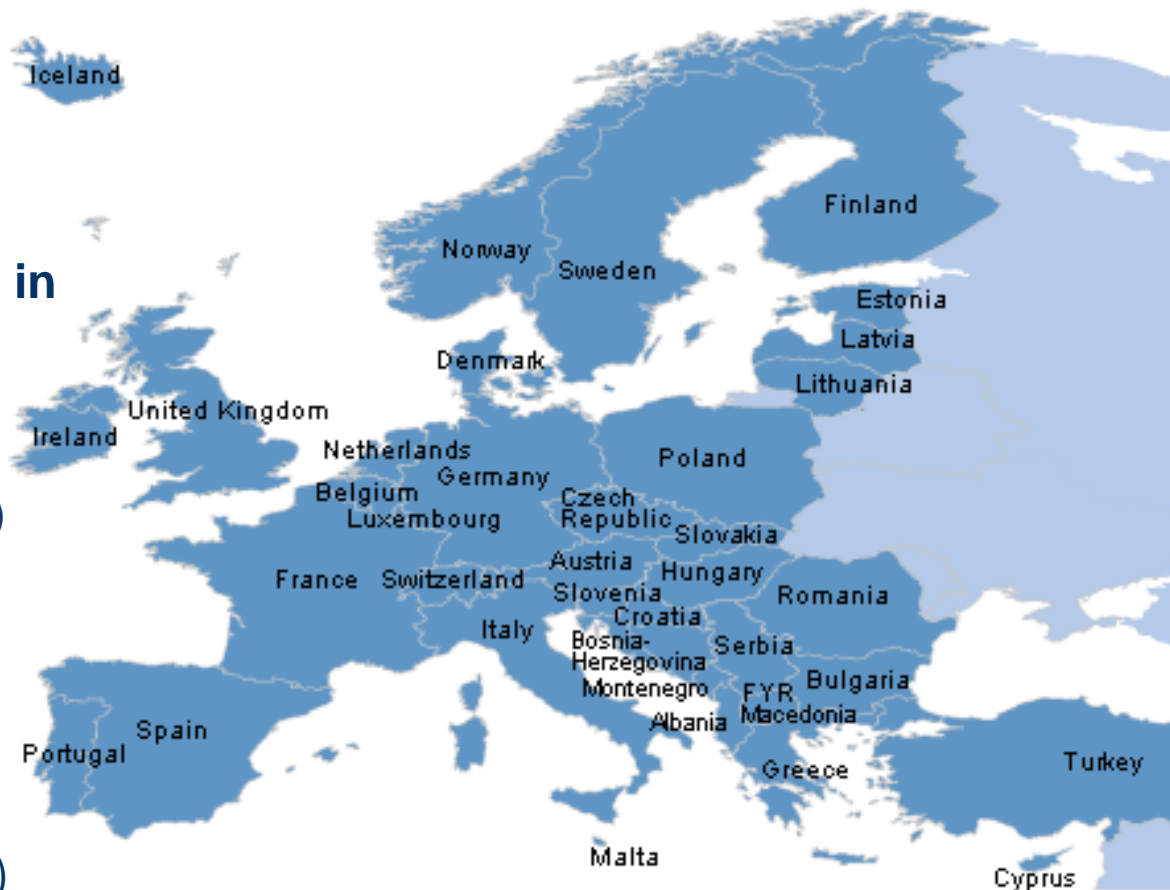 Iceland
Finland
Norway
Sweden
in
Estonia
Latvia
Denmark
Lithuania
United Kingdom
Ireland
Netherlands
Poland
Germany
Belgium
Czech
Republic
)
Luxembourg
Slovakia
Austria
Hungary
France
Switzerland
Slovenia
Romania
Croatia
Italy
Bosnia-
Herzegovina
Serbia
Bulgaria
Montenegro
FYR
Macedonia
Albania
Spain
Portugal
Turkey
Greece
Malta
Cyprus
)